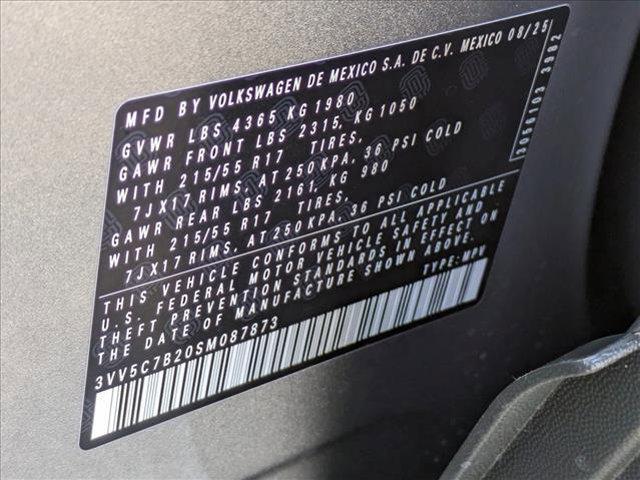 MFD BY VOLKSWAGEN DE MEXICO S.A. DE C.V. MEXICO 08/25
GVWR LBS 4365 KG 1980
GAWR FRONT LBS 2315, KG 1050
WITH 215/55 R17 TIRES,
7JX17 RIMS, AT 250 KPA, 36 PSI COLD
GAWR REAR LBS 2161, KG 980
WITH 215/55 R17 TIRES,
7JX17 RIMS, AT 250 KPA, 36 PSI COLD
THIS VEHICLE CONFORMS TO ALL APPLICABLE
U.S. FEDERAL MOTOR VEHICLE SAFETY AND
THEFT PREVENTION STANDARDS IN EFFECT ON
THE DATE OF MANUFACTURE SHOWN ABOVE.
TYPE: MPV
3VV5C7B20SM087873